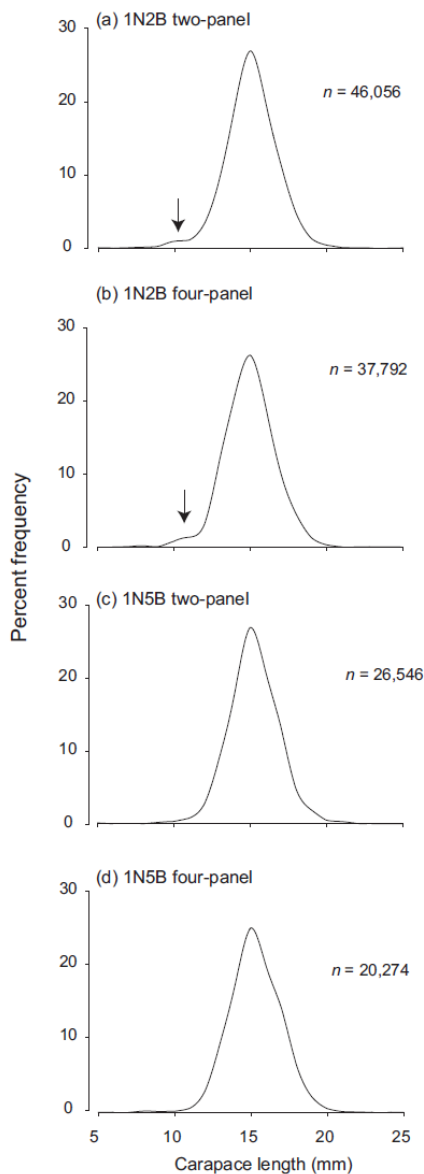 (a) 1N2B two-panel
30
n = 46,056
20
10
0
(b) 1N2B four-panel
30
n = 37,792
20
10
0
Percent frequency
(c) 1N5B two-panel
30
n = 26,546
20
10
0
(d) 1N5B four-panel
30
20
n = 20,274
10
0
5 10 15 20 25
Carapace length (mm)